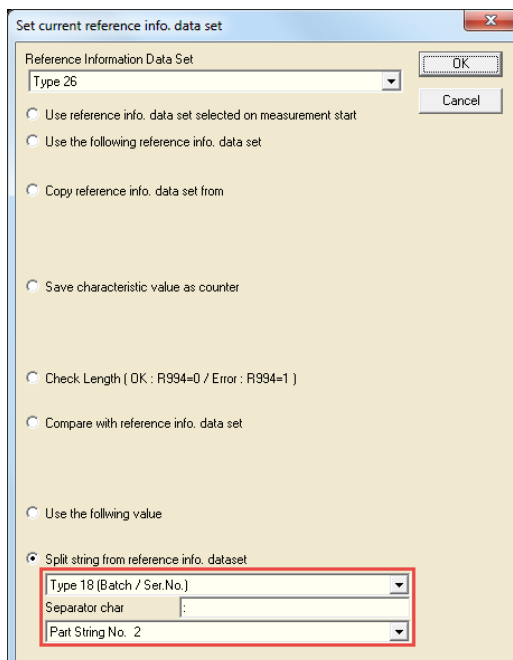 Set current reference info. data set
Reference Information Data Set
OK
Type 26
Cancel
Use reference info. data set selected on measurement start
Use the following reference info. data set
Copy reference info. data set from
Save characteristic value as counter
Check Length ( OK : R994=0 / Error : R994=1 )
Compare with reference info. data set
Use the follwing value
Split string from reference info. dataset
Type 18 (Batch / Ser.No.)
Separator char :
Part String No. 2